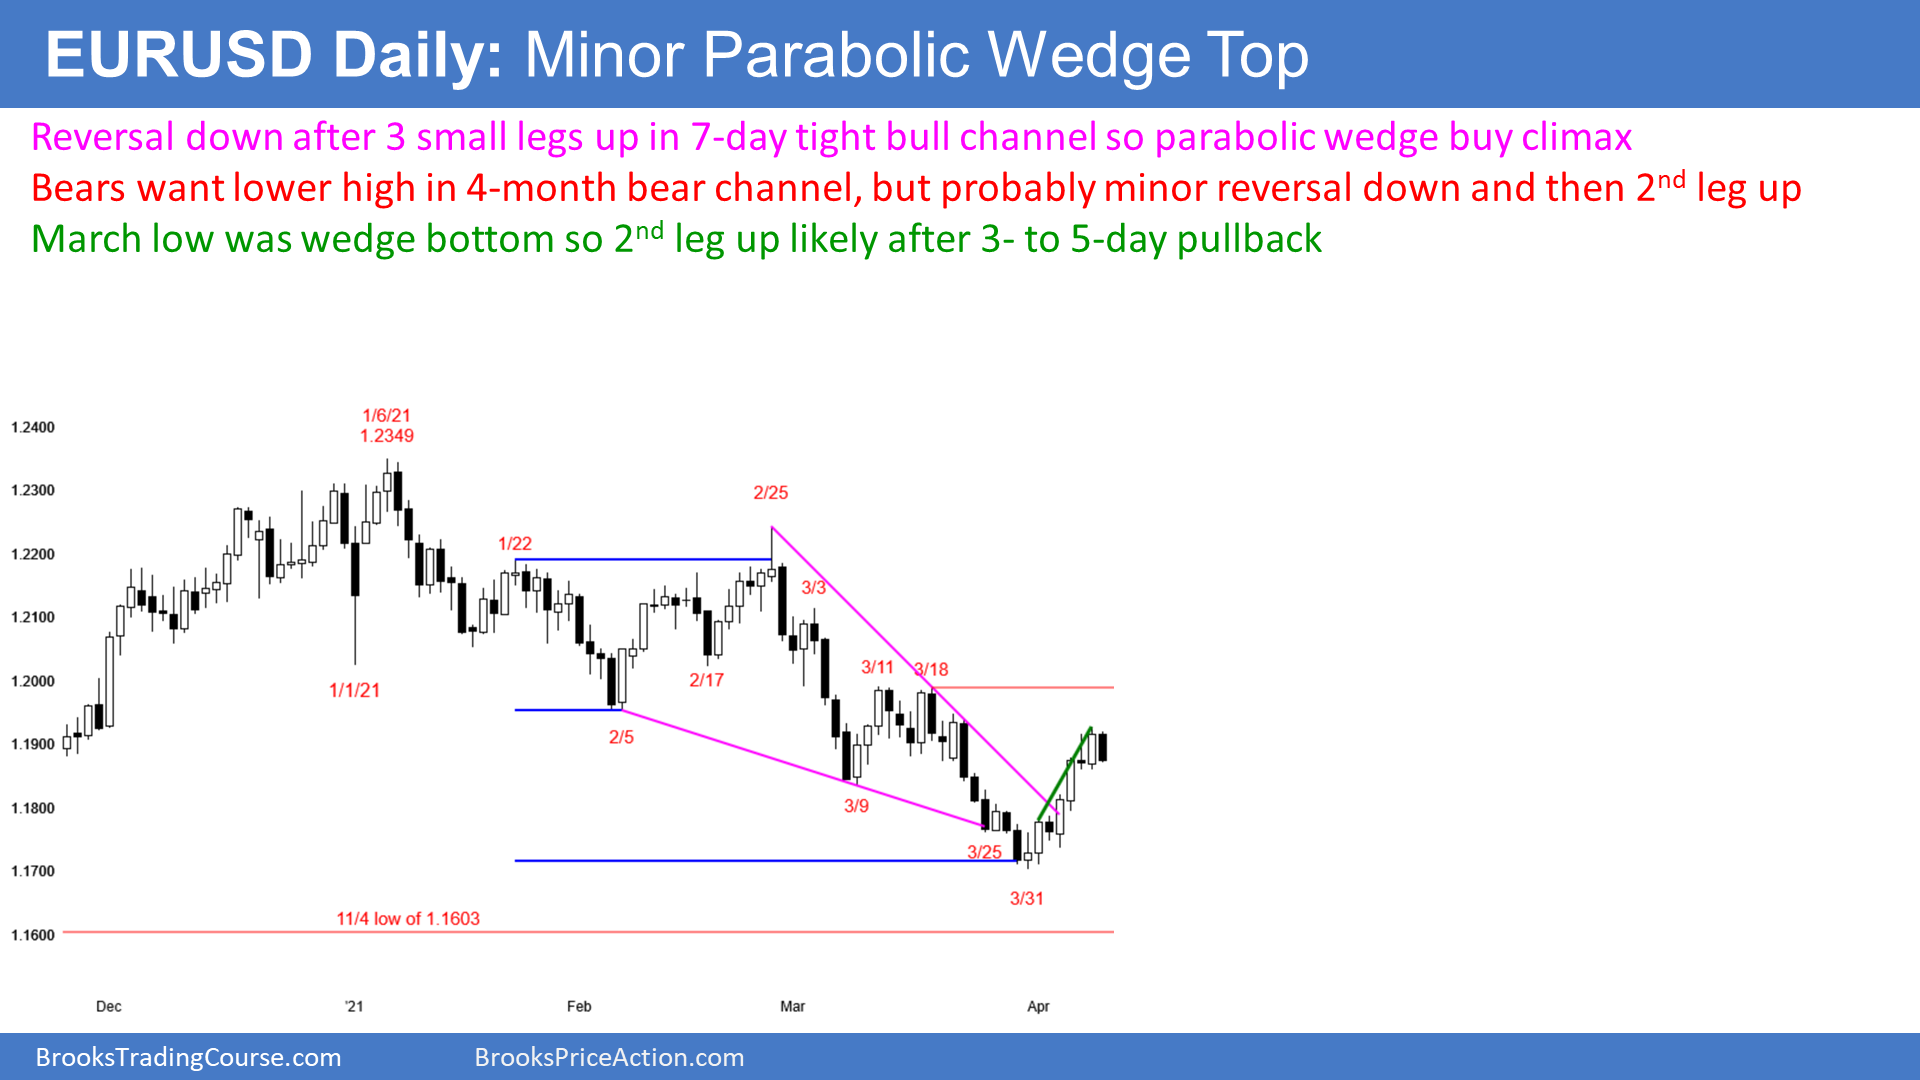 EURUSD Daily: Minor Parabolic Wedge Top
Reversal down after 3 small legs up in 7-day tight bull channel so parabolic wedge buy climax
Bears want lower high in 4-month bear channel, but probably minor reversal down and then 2nd leg up
March low was wedge bottom so 2nd leg up likely after 3- to 5-day pullback
1/6/21
1.2349
1.2400
1.2300
1.2200
1.2100
1.2000
1.1900
1.1800
1.1700
1.1600
2/25
1/22
3/3
3/11
3/18
1/1/21
2/17
2/5
3/9
3/25
3/31
11/4 low of 1.1603
Dec
'21
Feb
Mar
Apr
BrooksTradingCourse.com
BrooksPriceAction.com